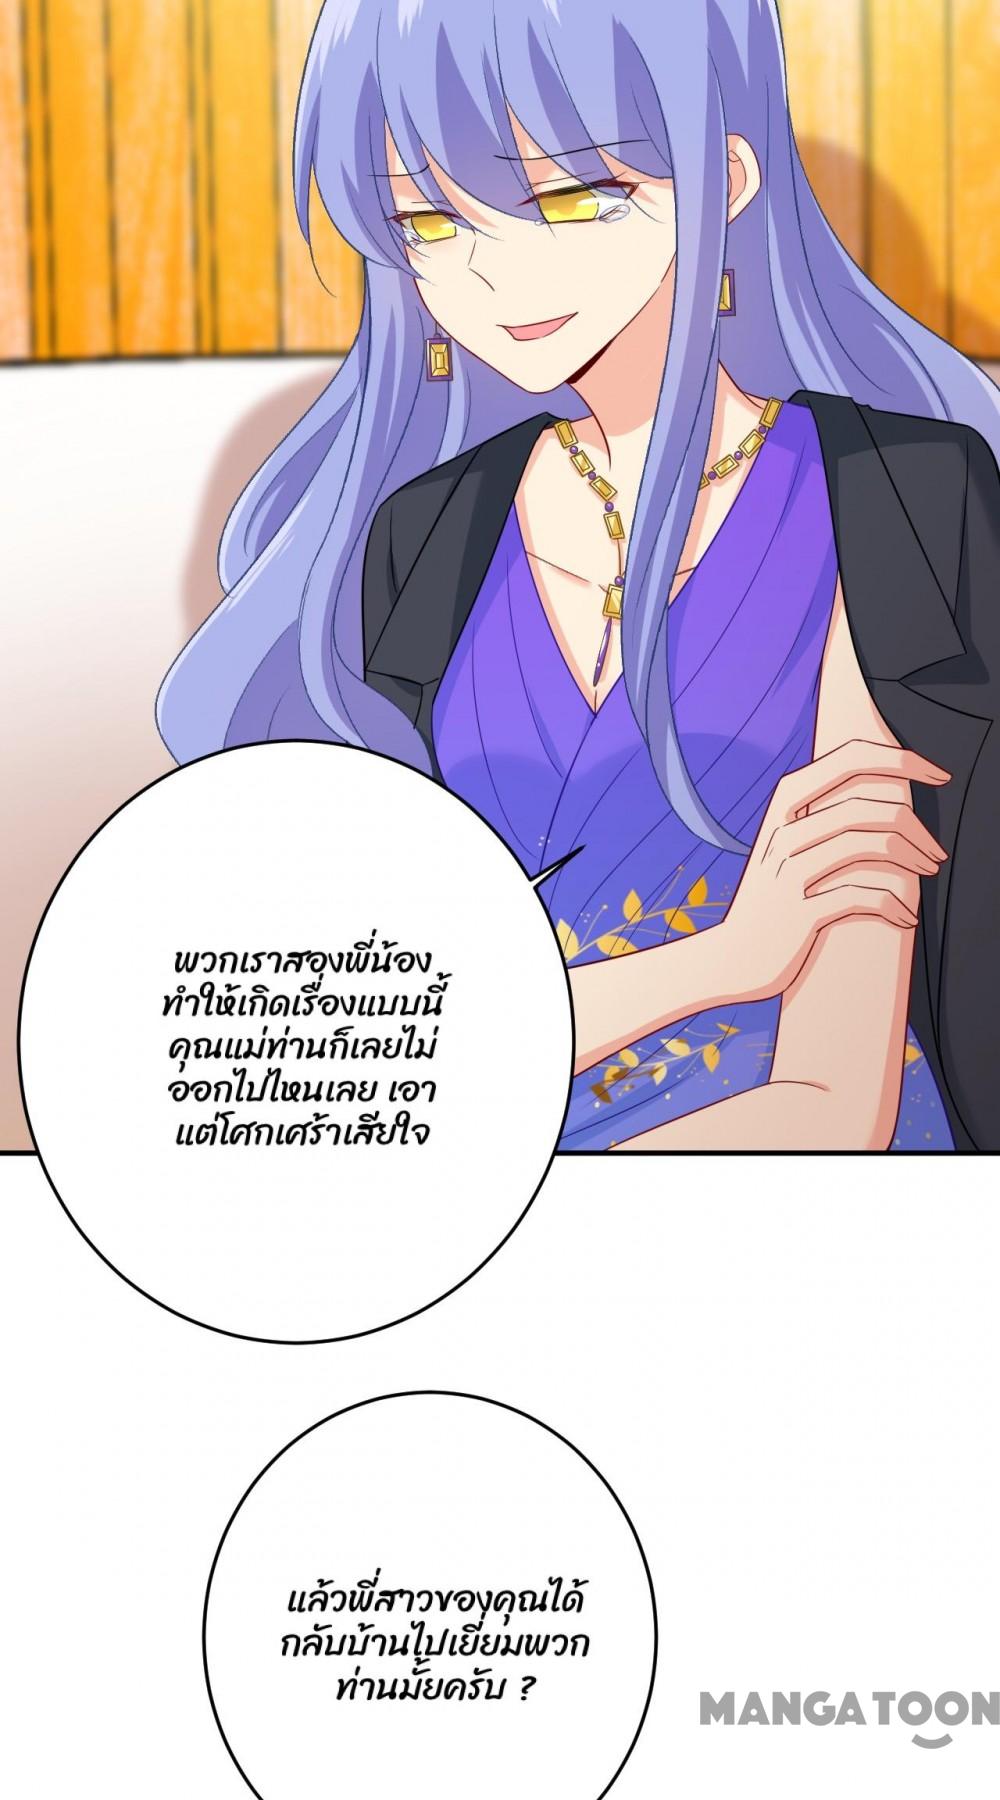 พวกเราสองพี่น้อง
ทำให้เกิดเรื่องแบบนี้
คุณแม่ท่านก็เลยไม่
ออกไปไหนเลย เอา
แต่โศกเศร้าเสียใจ
แล้วพี่สาวของคุณได้
กลับบ้านไปเยี่ยมพวก
ท่านมั้ยครับ ?
MANGATOON